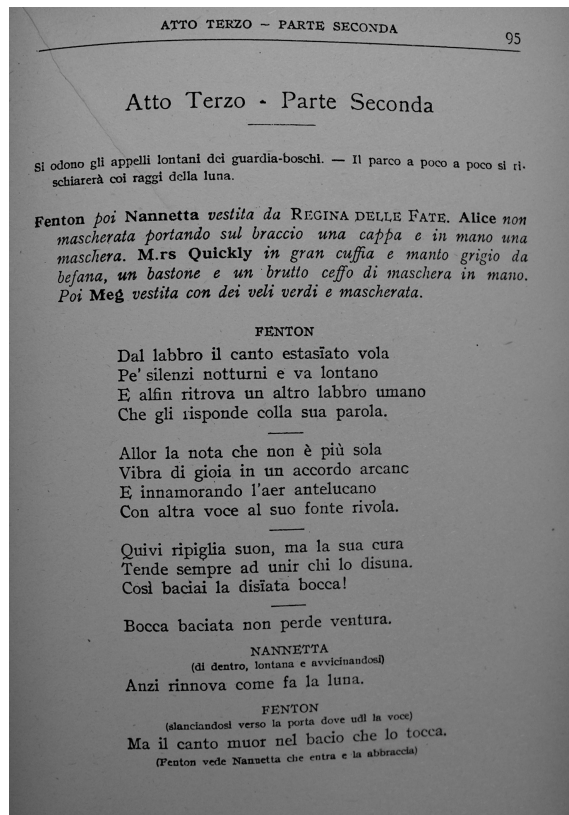 ATTO TERZO – PARTE SECONDA
95
Atto Terzo - Parte Seconda
Si odono gli appelli lontani dei guardia-boschi. — Il parco a poco a poco si ri-
schiarerà coi raggi della luna.
Fenton poi Nannetta vestita da REGINA DELLE FATE. Alice non
mascherata portando sul braccio una cappa e in mano una
maschera. M.rs Quickly in gran cuffia e manto grigio da
befana, un bastone e un brutto ceffo di maschera in mano.
Poi Meg vestita con dei veli verdi e mascherata.
FENTON
Dal labbro il canto estasïato vola
Pe' silenzi notturni e va lontano
E alfin ritrova un altro labbro umano
Che gli risponde colla sua parola.
Allor la nota che non è più sola
Vibra di gioia in un accordo arcano
E innamorando l'aer antelucano
Con altra voce al suo fonte rivola.
Quivi ripiglia suon, ma la sua cura
Tende sempre ad unir chi lo disuna.
Così baciai la disïata bocca!
Bocca baciata non perde ventura.
NANNETTA
(di dentro, lontana e avvicinandosi)
Anzi rinnova come fa la luna.
FENTON
(slanciandosi verso la porta dove udì la voce)
Ma il canto muor nel bacio che lo tocca.
(Fenton vede Nannetta che entra e la abbraccia)